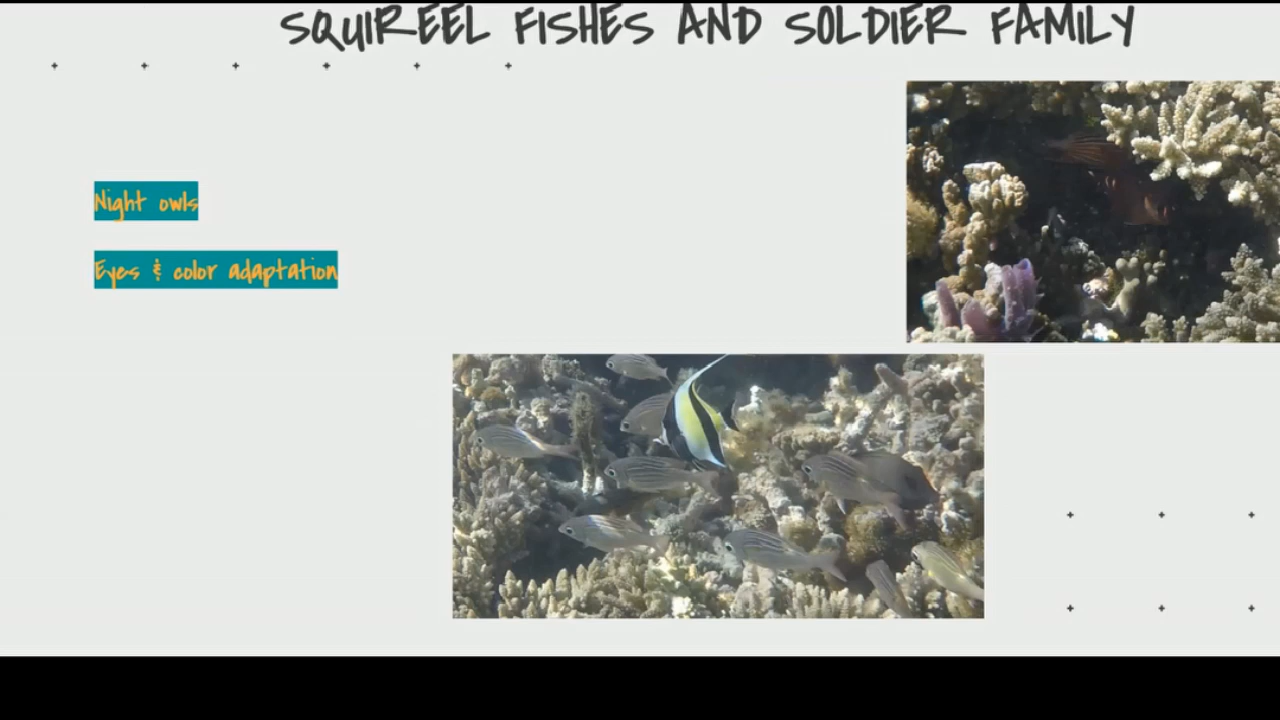 SQUIREEL FISHES AND SOLDIER FAMILY
Night owls
Eyes & color adaptation